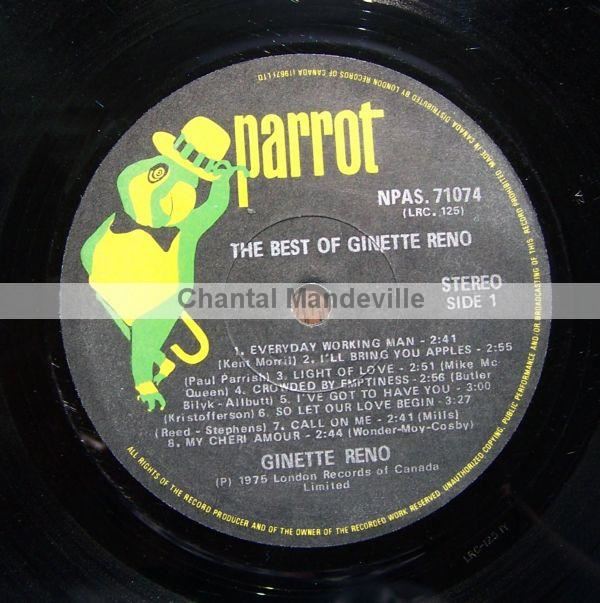 parrot
NPAS. 71074
(LRC. 125)
THE BEST OF GINETTE RENO
STEREO
SIDE 1
Chantal Mandeville
1. EVERYDAY WORKING MAN - 2:41
(Kent Morril) 2. I'LL BRING YOU APPLES - 2:55
(Paul Parrish) 3. LIGHT OF LOVE - 2:51 (Mike Mc
Queen) 4. CROWDED BY EMPTINESS - 2:56 (Butler
Bilyk - Allbutt) 5. I'VE GOT TO HAVE YOU - 3:00
(Kristofferson) 6. SO LET OUR LOVE BEGIN - 3:27
(Reed - Stephens) 7. CALL ON ME - 2:41 (Mills)
8. MY CHERI AMOUR - 2:44 (Wonder-Moy-Cosby)
GINETTE RENO
(P) 1975 London Records of Canada
Limited
ALL RIGHTS OF THE RECORD PRODUCER AND OF THE OWNER OF THE RECORDED WORK RESERVED. UNAUTHORIZED COPYING, PUBLIC PERFORMANCE AND/OR BROADCASTING OF THIS RECORD PROHIBITED MADE IN CANADA DISTRIBUTED BY LONDON RECORDS OF CANADA (1967) LTD
LRC-125 A